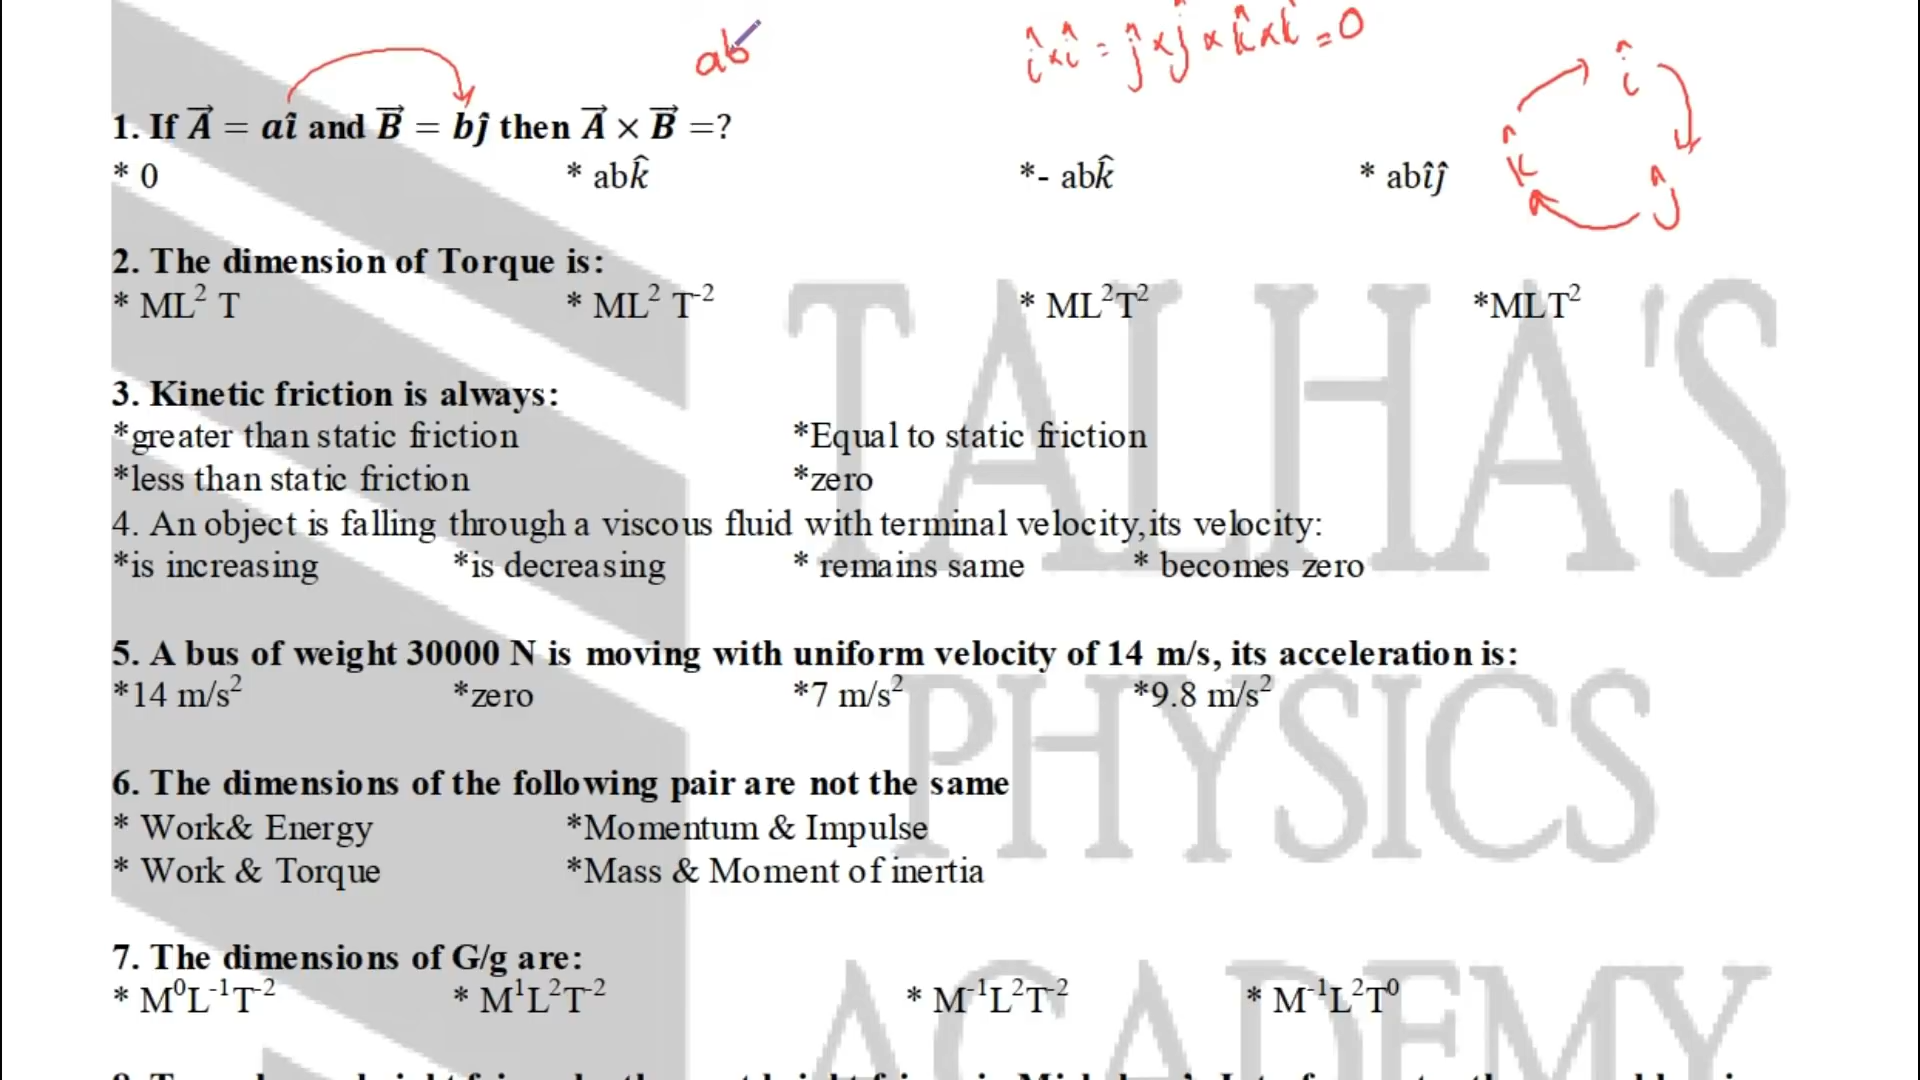 ab
î×î = ĵ×ĵ × k̂×k̂ = 0
î
k̂
ĵ
1. If A⃗ = aî and B⃗ = bĵ then A⃗ × B⃗ =?
* 0 * abk̂ *- abk̂ * abîĵ
2. The dimension of Torque is:
* ML² T * ML² T⁻² * ML²T² *MLT²
3. Kinetic friction is always:
*greater than static friction *Equal to static friction
*less than static friction *zero
4. An object is falling through a viscous fluid with terminal velocity,its velocity:
*is increasing *is decreasing * remains same * becomes zero
5. A bus of weight 30000 N is moving with uniform velocity of 14 m/s, its acceleration is:
*14 m/s² *zero *7 m/s² *9.8 m/s²
6. The dimensions of the following pair are not the same
* Work& Energy *Momentum & Impulse
* Work & Torque *Mass & Moment of inertia
7. The dimensions of G/g are:
* M⁰L⁻¹T⁻² * M¹L²T⁻² * M⁻¹L²T⁻² * M⁻¹L²T⁰
TALHA'S
PHYSICS
ACADEMY